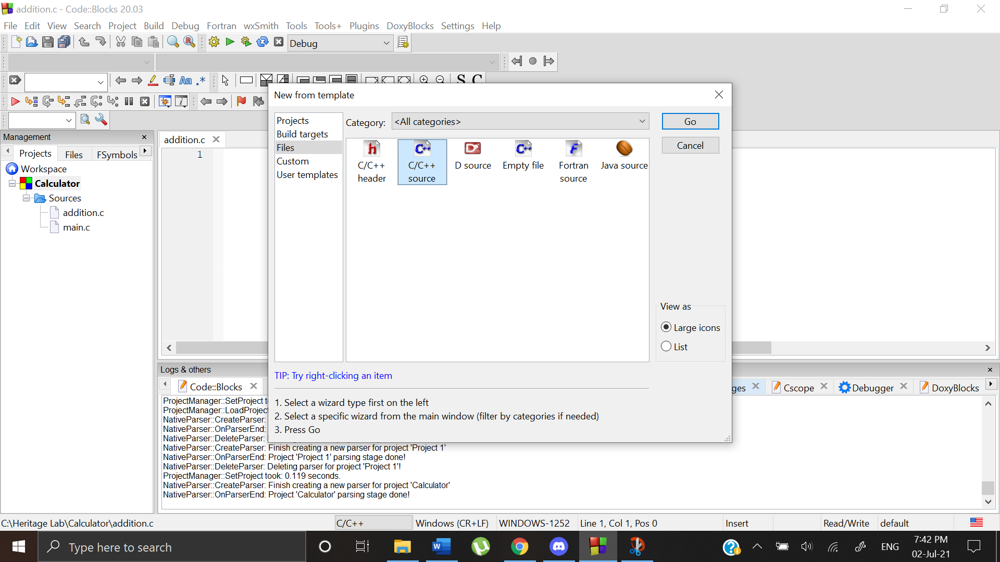 addition.c - Code::Blocks 20.03
File Edit View Search Project Build Debug Fortran wxSmith Tools Tools+ Plugins DoxyBlocks Settings Help
Debug
Aa .*
S C
New from template
Projects
Build targets
Files
Custom
User templates
Category: <All categories>
Go
Cancel
C/C++ header
C/C++ source
D source
Empty file
Fortran source
Java source
View as
Large icons
List
TIP: Try right-clicking an item
1. Select a wizard type first on the left
2. Select a specific wizard from the main window (filter by categories if needed)
3. Press Go
Management
Projects Files FSymbols
Workspace
Calculator
Sources
addition.c
main.c
addition.c
1
Logs & others
Code::Blocks
ges Cscope Debugger DoxyBlocks
ProjectManager::SetProject
ProjectManager::LoadProject
NativeParser::CreateParser:
NativeParser::OnParserEnd:
NativeParser::DeleteParser:
NativeParser::CreateParser: Finish creating a new parser for project 'Project 1'
NativeParser::OnParserEnd: Project 'Project 1' parsing stage done!
NativeParser::DeleteParser: Deleting parser for project 'Project 1'!
ProjectManager::SetProject took: 0.119 seconds.
NativeParser::CreateParser: Finish creating a new parser for project 'Calculator'
NativeParser::OnParserEnd: Project 'Calculator' parsing stage done!
C:\Heritage Lab\Calculator\addition.c C/C++ Windows (CR+LF) WINDOWS-1252 Line 1, Col 1, Pos 0 Insert Read/Write default
Type here to search
ENG
7:42 PM
02-Jul-21